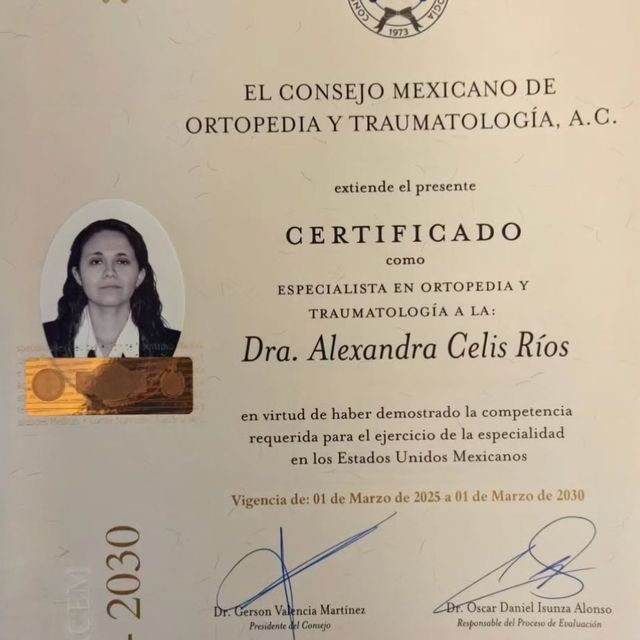 1973
EL CONSEJO MEXICANO DE
ORTOPEDIA Y TRAUMATOLOGÍA, A.C.
extiende el presente
CERTIFICADO
como
ESPECIALISTA EN ORTOPEDIA Y
TRAUMATOLOGÍA A LA:
Dra. Alexandra Celis Ríos
en virtud de haber demostrado la competencia
requerida para el ejercicio de la especialidad
en los Estados Unidos Mexicanos
Vigencia de: 01 de Marzo de 2025 a 01 de Marzo de 2030
- 2030
Dr. Gerson Valencia Martínez
Presidente del Consejo
Dr. Oscar Daniel Isunza Alonso
Responsable del Proceso de Evaluación